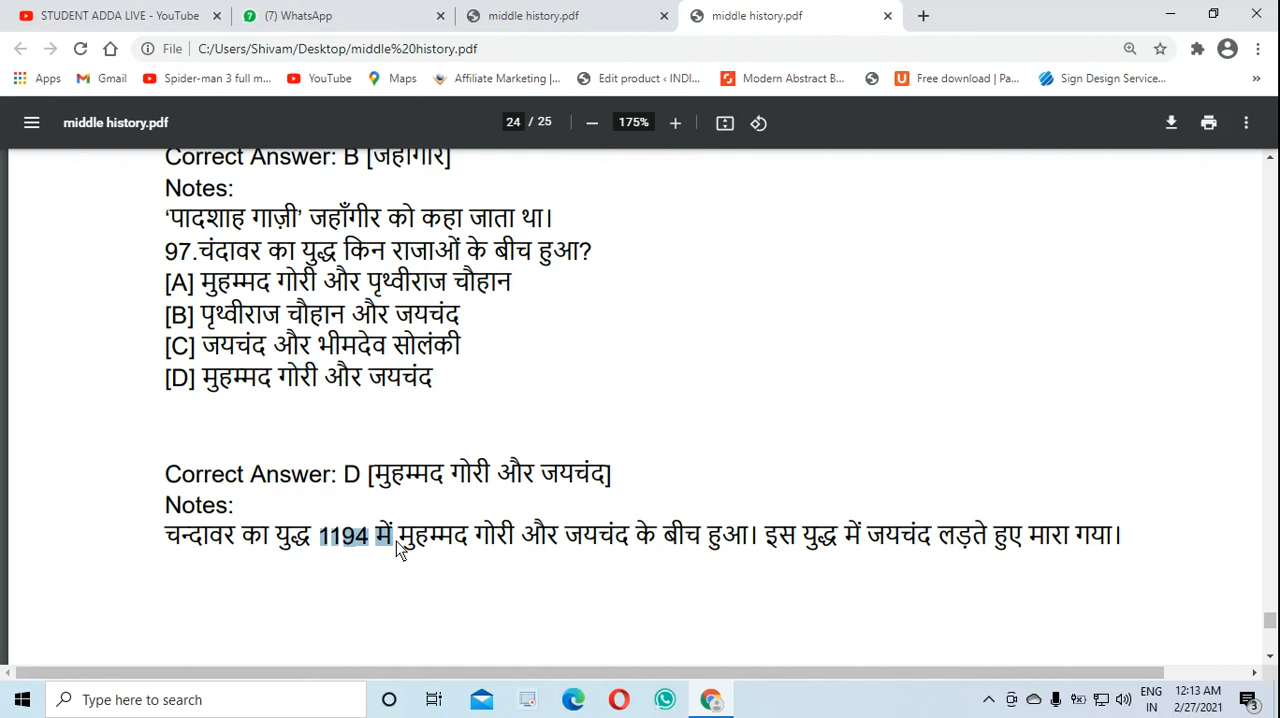 STUDENT ADDA LIVE - YouTube (7) WhatsApp middle history.pdf middle history.pdf
File C:/Users/Shivam/Desktop/middle%20history.pdf
Apps Gmail Spider-man 3 full m... YouTube Maps Affiliate Marketing |... Edit product ‹ INDI... Modern Abstract B... Free download | Pa... Sign Design Service...
middle history.pdf 24 / 25 175%
Correct Answer: B [जहाँगीर]
Notes:
‘पादशाह गाज़ी’ जहाँगीर को कहा जाता था।
97.चंदावर का युद्ध किन राजाओं के बीच हुआ?
[A] मुहम्मद गोरी और पृथ्वीराज चौहान
[B] पृथ्वीराज चौहान और जयचंद
[C] जयचंद और भीमदेव सोलंकी
[D] मुहम्मद गोरी और जयचंद
Correct Answer: D [मुहम्मद गोरी और जयचंद]
Notes:
चन्दावर का युद्ध 1194 में मुहम्मद गोरी और जयचंद के बीच हुआ। इस युद्ध में जयचंद लड़ते हुए मारा गया।
Type here to search ENG 12:13 AM
IN 2/27/2021 3